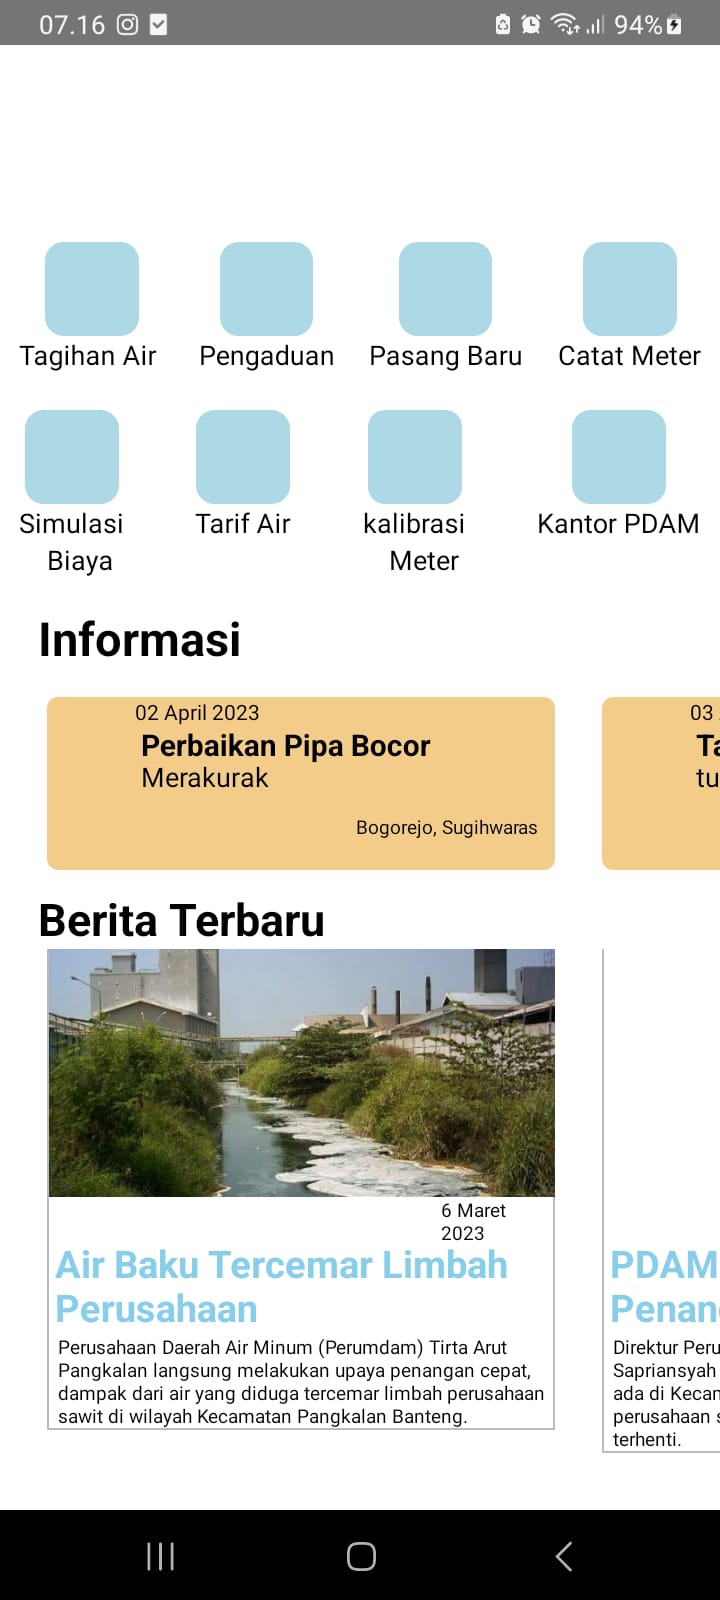 07.16
94%
Tagihan Air Pengaduan Pasang Baru Catat Meter
Simulasi Biaya Tarif Air kalibrasi Meter Kantor PDAM
Informasi
02 April 2023
Perbaikan Pipa Bocor
Merakurak
Bogorejo, Sugihwaras
03
Ta
tu
Berita Terbaru
6 Maret
2023
Air Baku Tercemar Limbah
Perusahaan
Perusahaan Daerah Air Minum (Perumdam) Tirta Arut
Pangkalan langsung melakukan upaya penangan cepat,
dampak dari air yang diduga tercemar limbah perusahaan
sawit di wilayah Kecamatan Pangkalan Banteng.
PDAM
Penan
Direktur Peru
Sapriansyah
ada di Kecan
perusahaan s
terhenti.